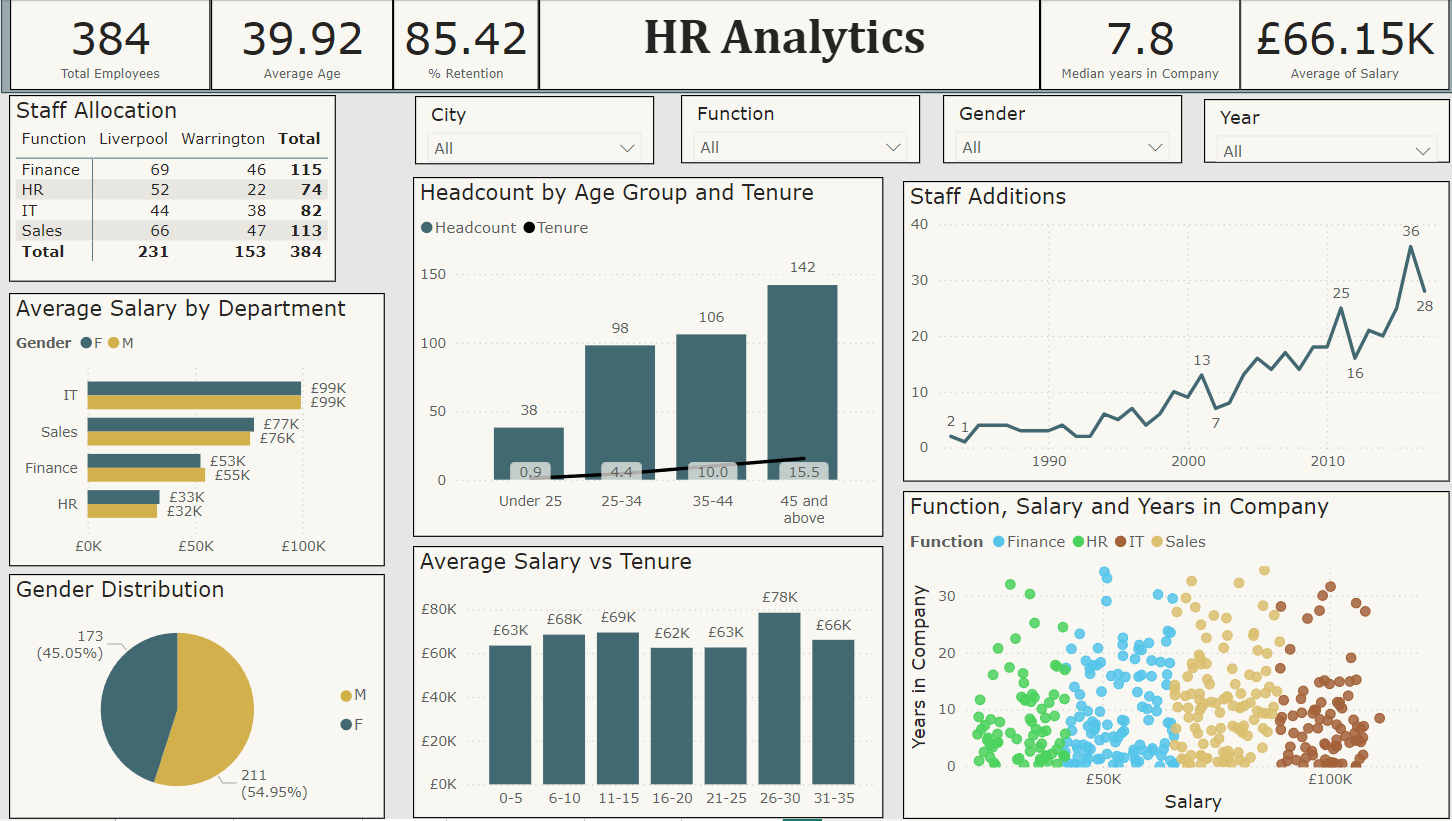 384
Total Employees
39.92
Average Age
85.42
% Retention
HR Analytics
7.8
Median years in Company
£66.15K
Average of Salary
Staff Allocation
Function Liverpool Warrington Total
Finance 69 46 115
HR 52 22 74
IT 44 38 82
Sales 66 47 113
Total 231 153 384
City
All
Function
All
Gender
All
Year
All
Average Salary by Department
Gender F M
IT £99K
£99K
Sales £77K
£76K
Finance £53K
£55K
HR £33K
£32K
£0K £50K £100K
Gender Distribution
173
(45.05%)
M
F
211
(54.95%)
Headcount by Age Group and Tenure
Headcount Tenure
150
100
50
0
38
98
106
142
0.9 4.4 10.0 15.5
Under 25 25-34 35-44 45 and
above
Average Salary vs Tenure
£80K
£60K
£40K
£20K
£0K
£63K £68K £69K £62K £63K £78K £66K
0-5 6-10 11-15 16-20 21-25 26-30 31-35
Staff Additions
40
30
20
10
0
2 1 13 7 25 16 36 28
1990 2000 2010
Function, Salary and Years in Company
Function Finance HR IT Sales
Years in Company
30
20
10
0
£50K £100K
Salary